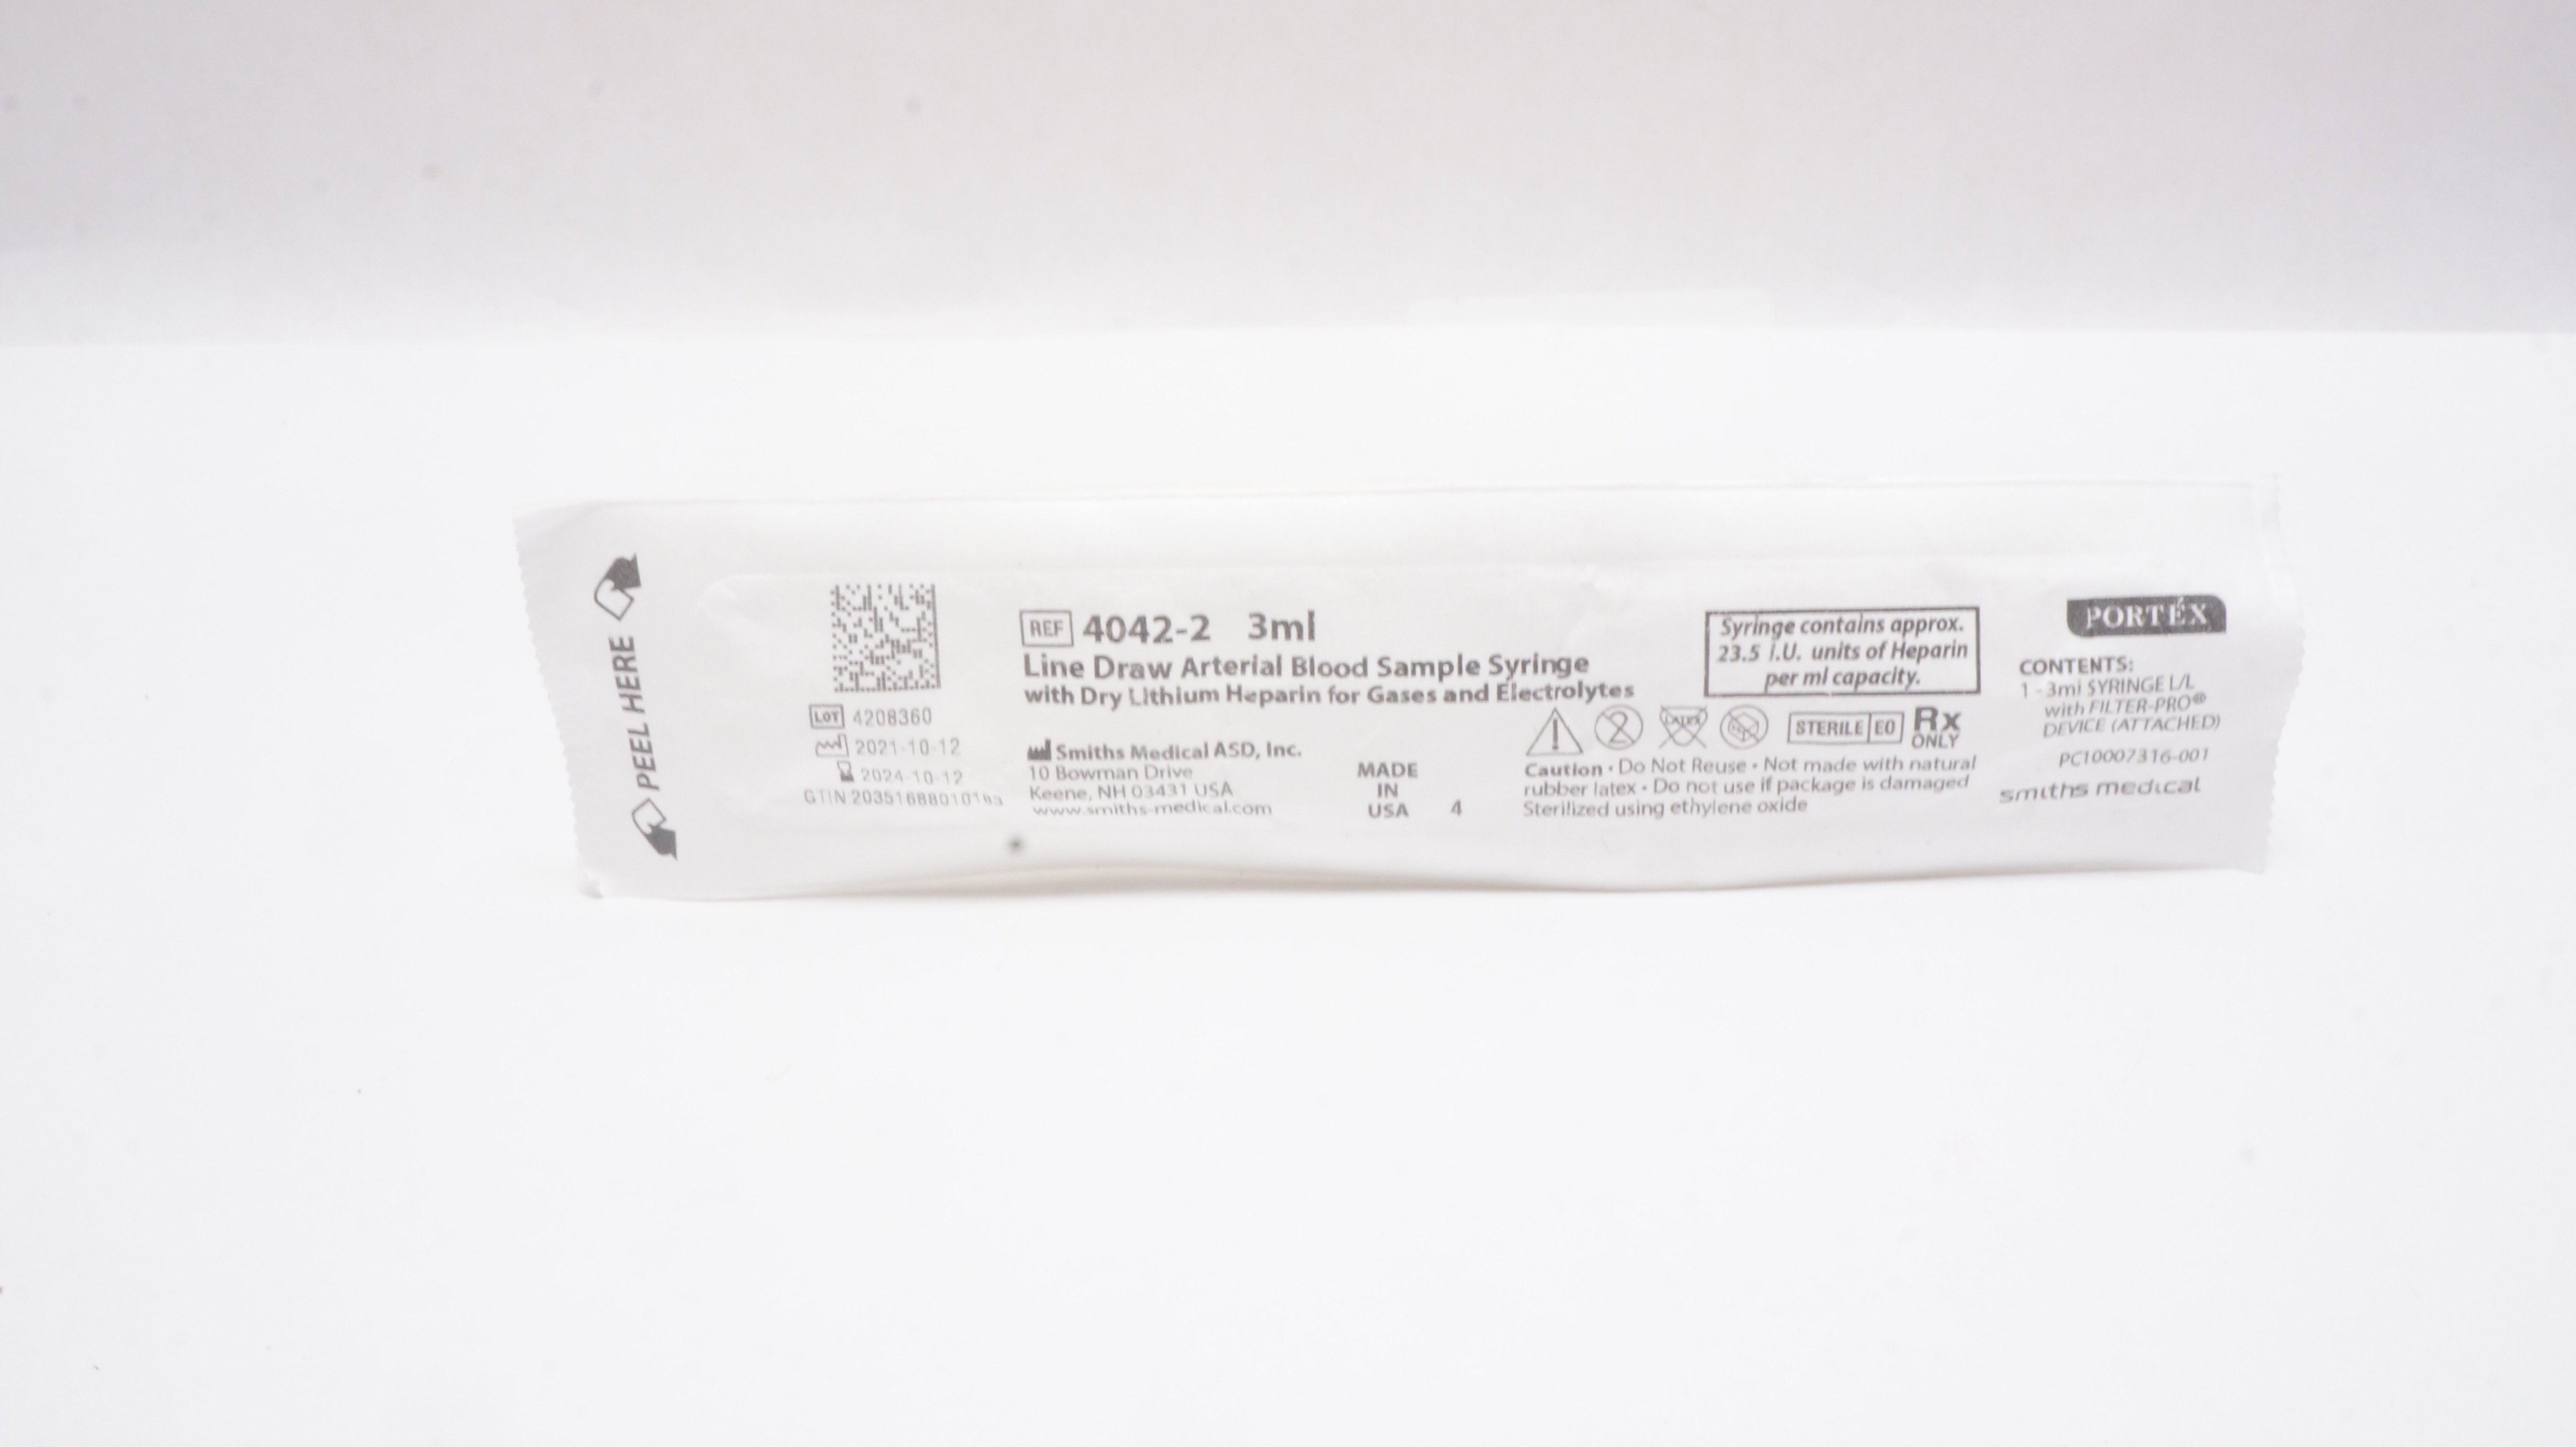 PEEL HERE
LOT 4208360
2021-10-12
2024-10-12
REF 4042-2 3ml
Line Draw Arterial Blood Sample Syringe
with Dry Lithium Heparin for Gases and Electrolytes
Smiths Medical ASD, Inc.
10 Bowman Drive
Keene, NH 03431 USA
www.smiths-medical.com
MADE
IN
USA 4
Syringe contains approx.
23.5 I.U. units of Heparin
per ml capacity.
2 LATEX STERILE EO Rx ONLY
Caution • Do Not Reuse • Not made with natural
rubber latex • Do not use if package is damaged
Sterilized using ethylene oxide
PORTEX
CONTENTS:
1 - 3ml SYRINGE L/L
with FILTER-PRO®
DEVICE (ATTACHED)
PC10007316-001
smiths medical